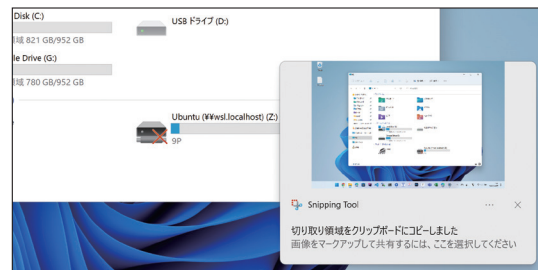 Disk (C:)
域 821 GB/952 GB
le Drive (G:)
域 780 GB/952 GB
USB ドライブ (D:)
Ubuntu (¥¥wsl.localhost) (Z:)
9P
Snipping Tool
切り取り領域をクリップボードにコピーしました
画像をマークアップして共有するには、ここを選択してください